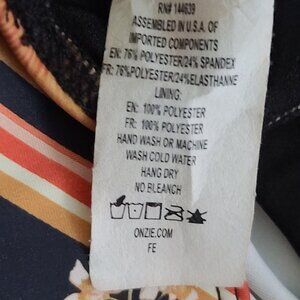 RN# 144639
ASSEMBLED IN U.S.A. OF
IMPORTED COMPONENTS
EN: 76% POLYESTER/24% SPANDEX
FR: 76%POLYESTER/24%ELASTHANNE
LINING:
EN: 100% POLYESTER
FR: 100% POLYESTER
HAND WASH OR MACHINE
WASH COLD WATER
HANG DRY
NO BLEANCH
ONZIE.COM
FE